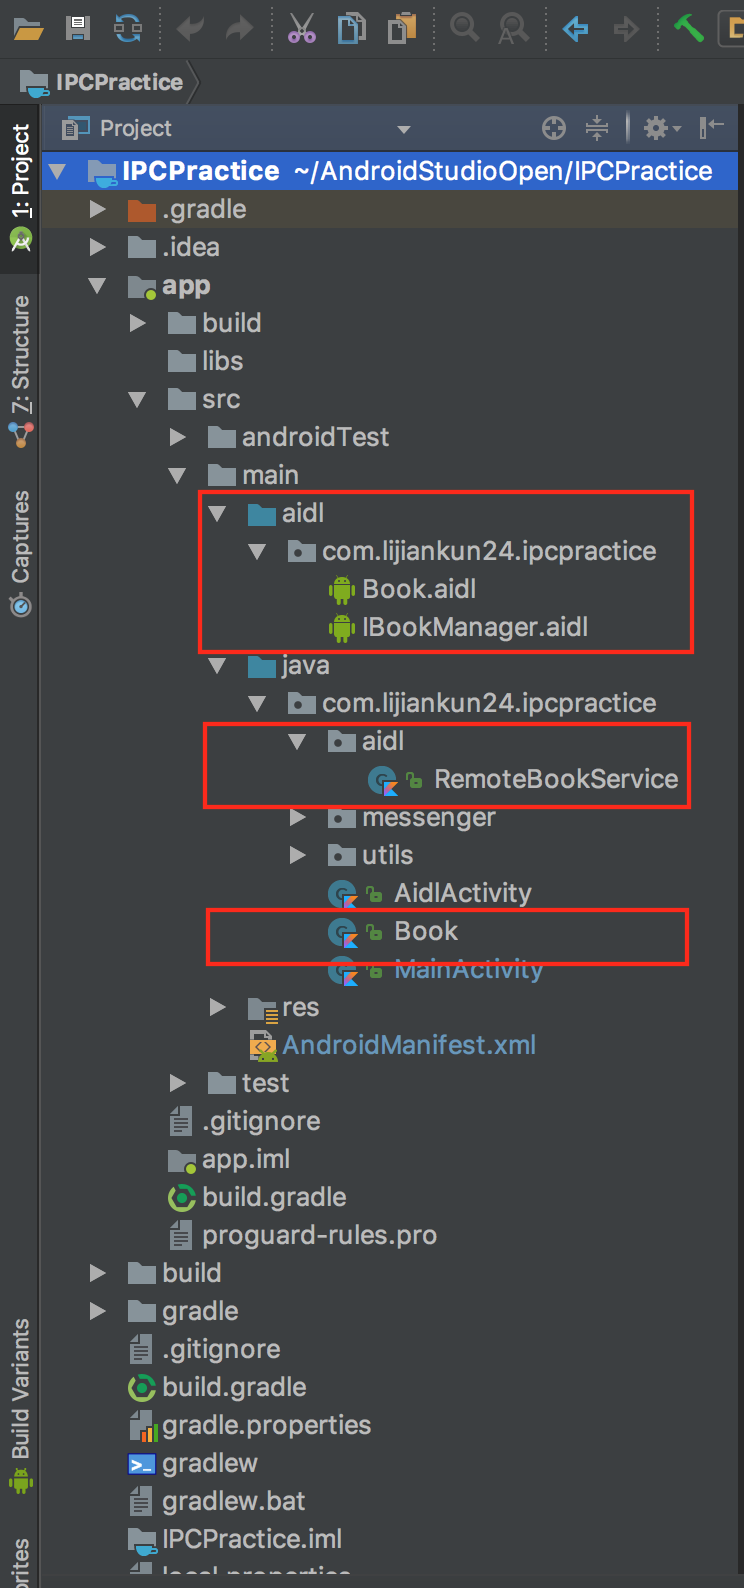 IPCPractice
Project
IPCPractice ~/AndroidStudioOpen/IPCPractice
.gradle
.idea
app
build
libs
src
androidTest
main
aidl
com.lijiankun24.ipcpractice
Book.aidl
IBookManager.aidl
java
com.lijiankun24.ipcpractice
aidl
RemoteBookService
messenger
utils
AidlActivity
Book
MainActivity
res
AndroidManifest.xml
test
.gitignore
app.iml
build.gradle
proguard-rules.pro
build
gradle
.gitignore
build.gradle
gradle.properties
gradlew
gradlew.bat
IPCPractice.iml
local.properties
1: Project
7: Structure
Captures
Build Variants